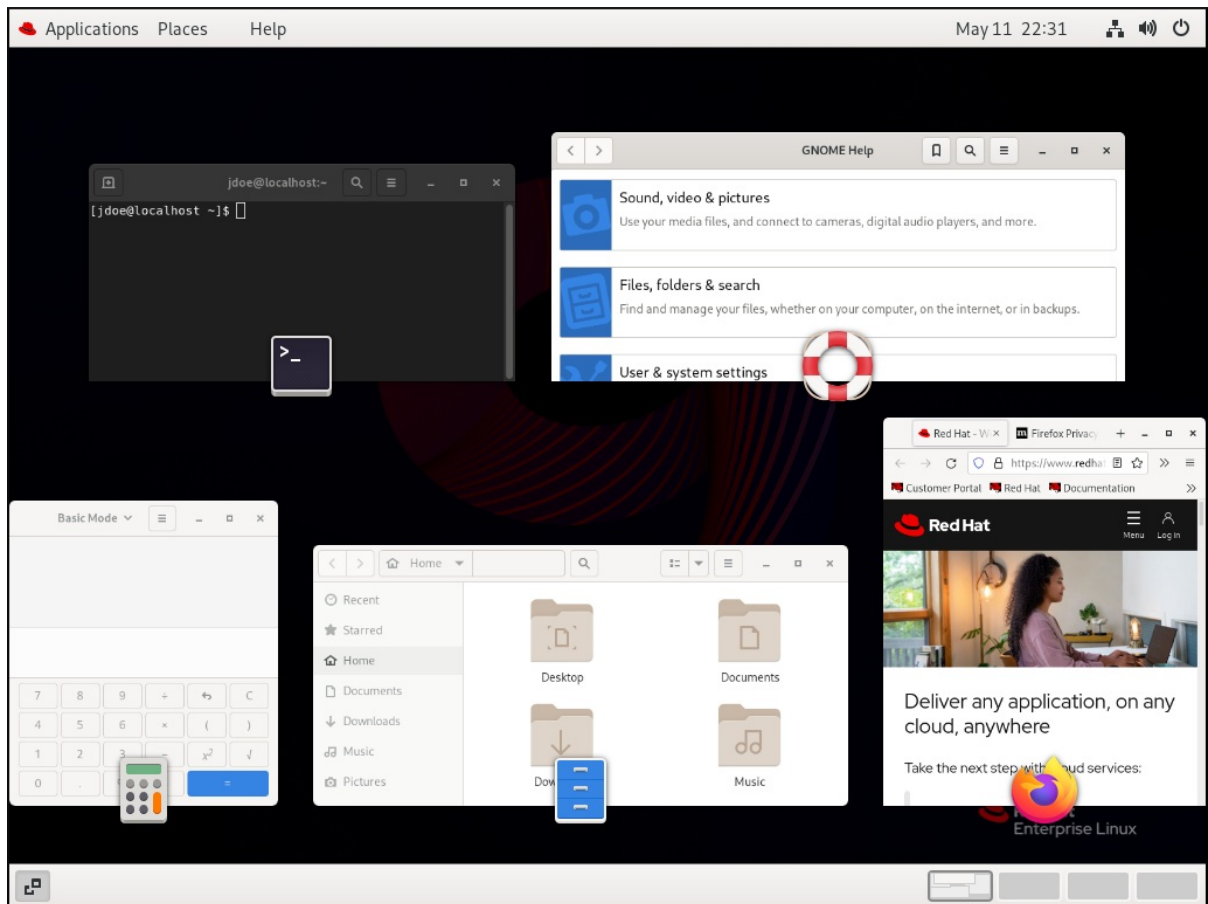 Applications Places Help May 11 22:31
jdoe@localhost:~
[jdoe@localhost ~]$
>_
GNOME Help
Sound, video & pictures
Use your media files, and connect to cameras, digital audio players, and more.
Files, folders & search
Find and manage your files, whether on your computer, on the internet, or in backups.
User & system settings
Basic Mode
7 8 9 ÷ C
4 5 6 × ( )
1 2 3 − x² √
0 . =
Home
Recent
Starred
Home
Documents
Downloads
Music
Pictures
Desktop
Documents
Music
Red Hat - W Firefox Privac
https://www.redha
Customer Portal Red Hat Documentation
Red Hat
Menu Log in
Deliver any application, on any
cloud, anywhere
Take the next step with cloud services:
Enterprise Linux